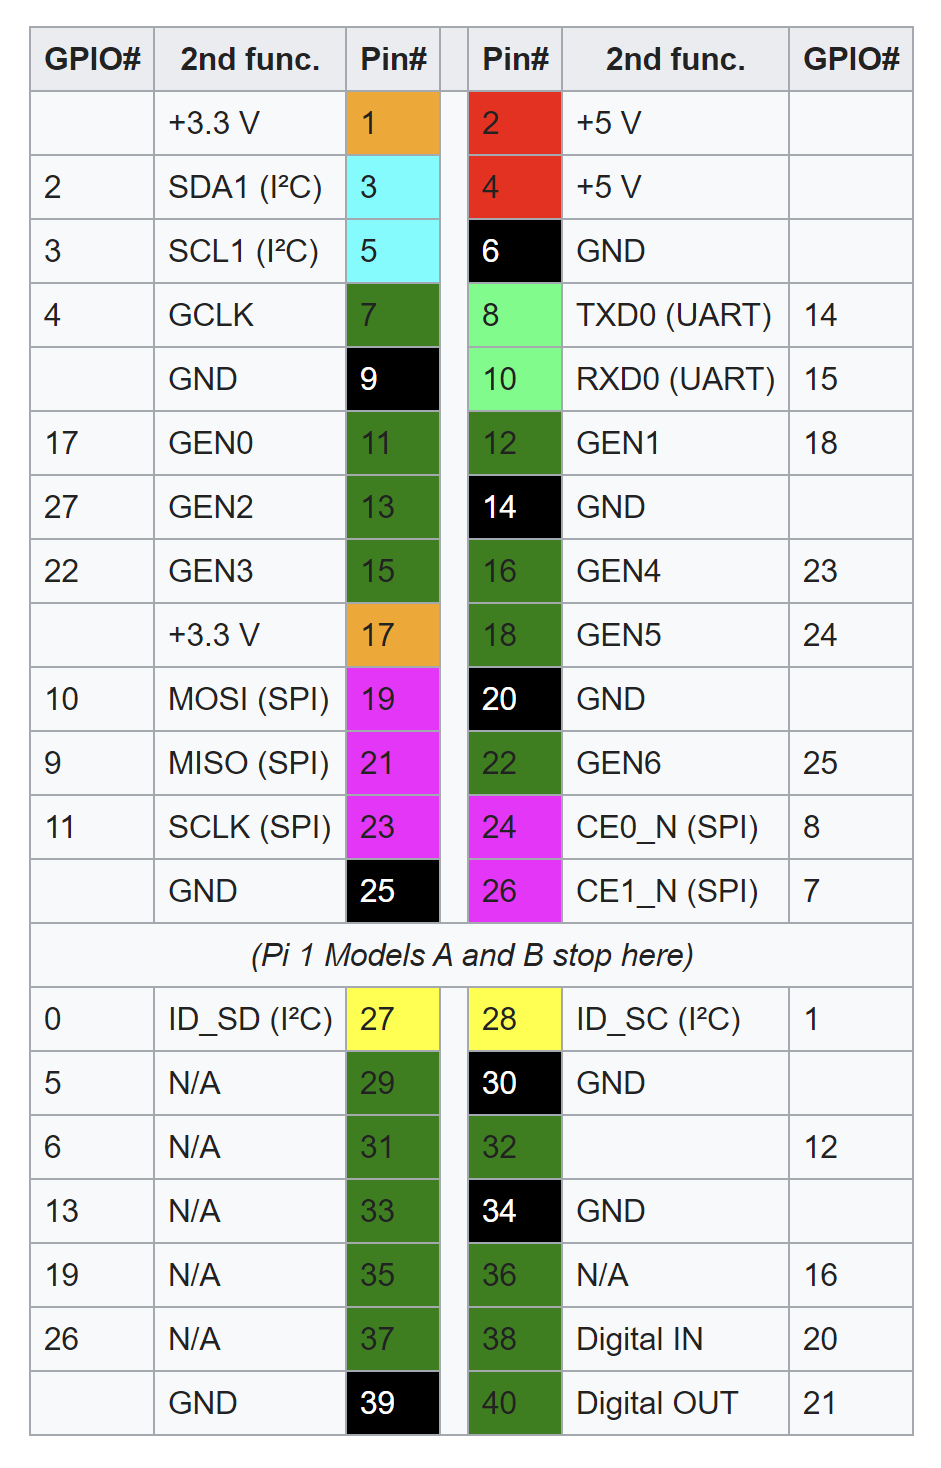 GPIO# 2nd func. Pin# Pin# 2nd func. GPIO#
+3.3 V 1 2 +5 V
2 SDA1 (I²C) 3 4 +5 V
3 SCL1 (I²C) 5 6 GND
4 GCLK 7 8 TXD0 (UART) 14
GND 9 10 RXD0 (UART) 15
17 GEN0 11 12 GEN1 18
27 GEN2 13 14 GND
22 GEN3 15 16 GEN4 23
+3.3 V 17 18 GEN5 24
10 MOSI (SPI) 19 20 GND
9 MISO (SPI) 21 22 GEN6 25
11 SCLK (SPI) 23 24 CE0_N (SPI) 8
GND 25 26 CE1_N (SPI) 7
(Pi 1 Models A and B stop here)
0 ID_SD (I²C) 27 28 ID_SC (I²C) 1
5 N/A 29 30 GND
6 N/A 31 32 12
13 N/A 33 34 GND
19 N/A 35 36 N/A 16
26 N/A 37 38 Digital IN 20
GND 39 40 Digital OUT 21